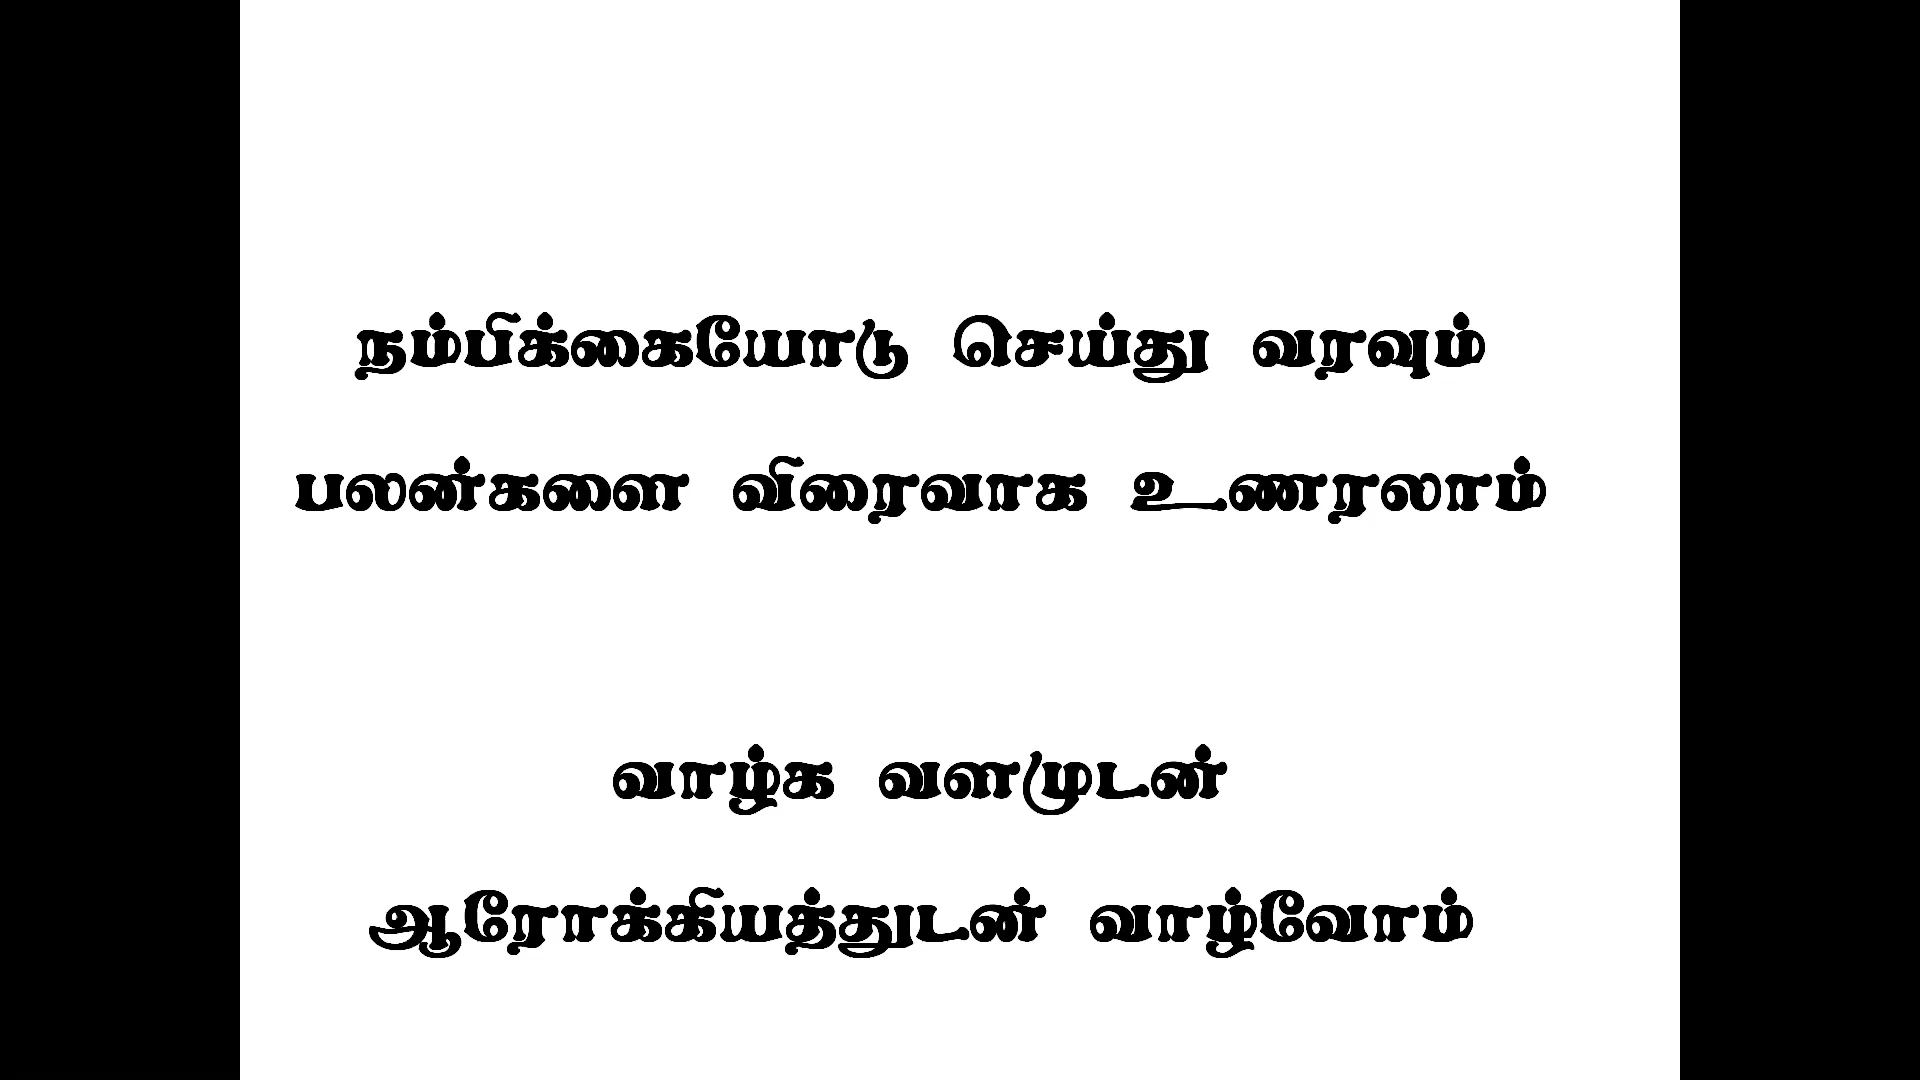 நம்பிக்கையோடு செய்து வரவும்
பலன்களை விரைவாக உணரலாம்
வாழ்க வளமுடன்
ஆரோக்கியத்துடன் வாழ்வோம்